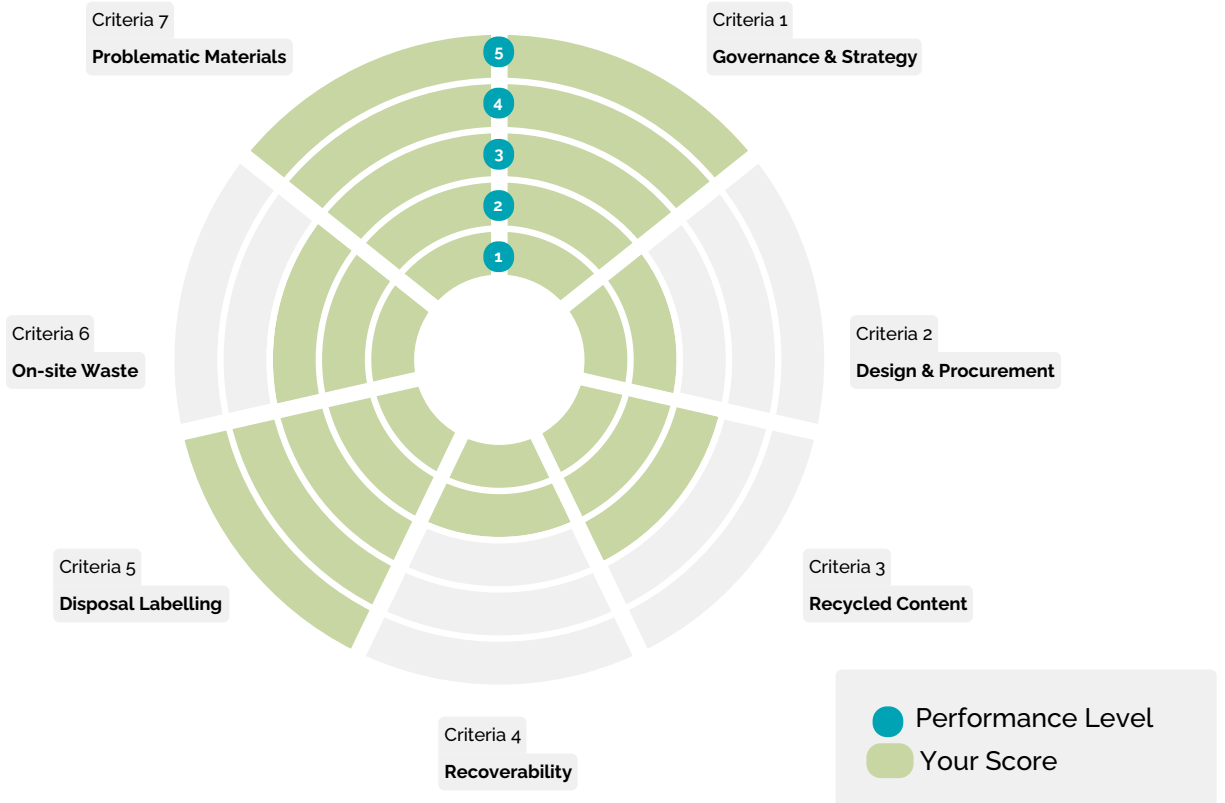 Criteria 7
Problematic Materials
Criteria 1
Governance & Strategy
5
4
3
2
1
Criteria 6
On-site Waste
Criteria 2
Design & Procurement
Criteria 5
Disposal Labelling
Criteria 3
Recycled Content
Criteria 4
Recoverability
Performance Level
Your Score